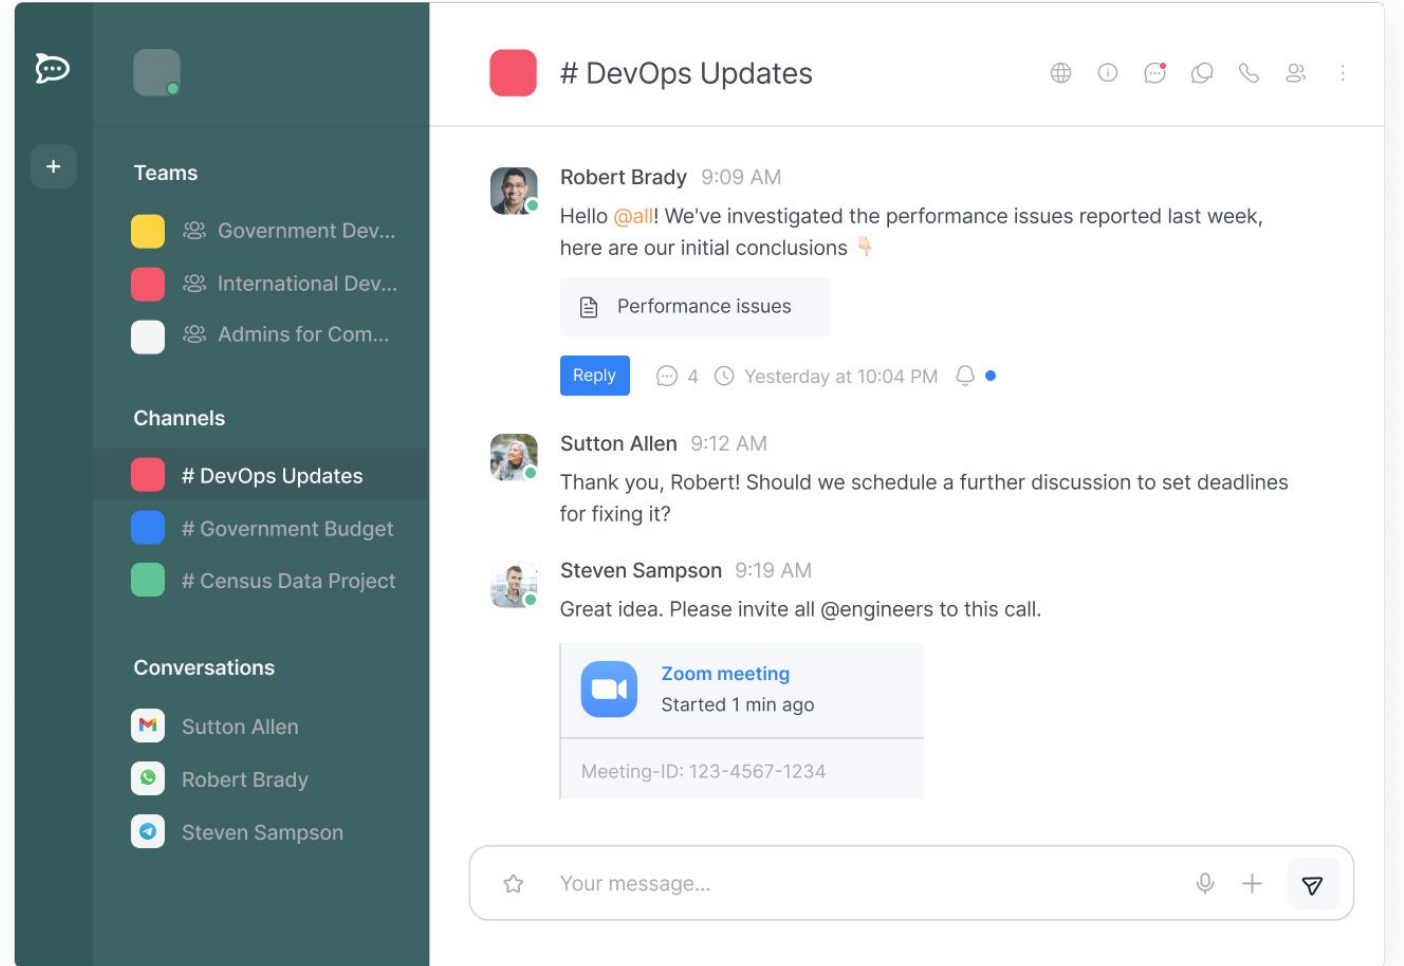 # DevOps Updates
+
Teams
Government Dev...
International Dev...
Admins for Com...
Channels
# DevOps Updates
# Government Budget
# Census Data Project
Conversations
Sutton Allen
Robert Brady
Steven Sampson
Robert Brady 9:09 AM
Hello @all! We've investigated the performance issues reported last week,
here are our initial conclusions 👇🏻
Performance issues
Reply 4 Yesterday at 10:04 PM
Sutton Allen 9:12 AM
Thank you, Robert! Should we schedule a further discussion to set deadlines
for fixing it?
Steven Sampson 9:19 AM
Great idea. Please invite all @engineers to this call.
Zoom meeting
Started 1 min ago
Meeting-ID: 123-4567-1234
Your message...